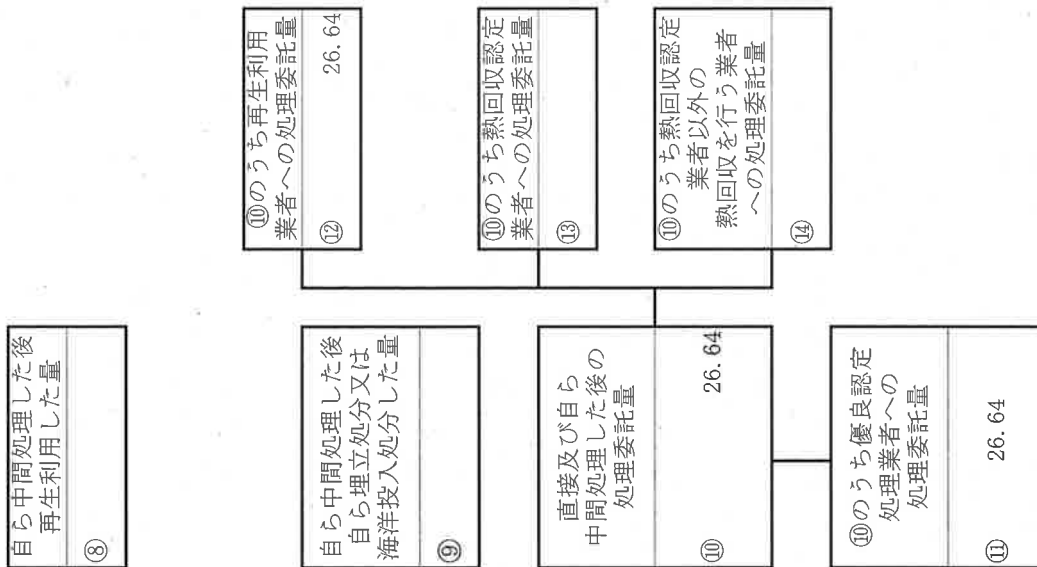 自ら中間処理した後
再生利用した量
⑧
自ら中間処理した後
自ら埋立処分又は
海洋投入処分した量
⑨
直接及び自ら
中間処理した後の
処理委託量
⑩ 26.64
⑩のうち優良認定
処理業者への
処理委託量
⑪ 26.64
⑩のうち再生利用
業者への処理委託量
⑫ 26.64
⑩のうち熱回収認定
業者への処理委託量
⑬
⑩のうち熱回収認定
業者以外の
熱回収を行う業者
への処理委託量
⑭